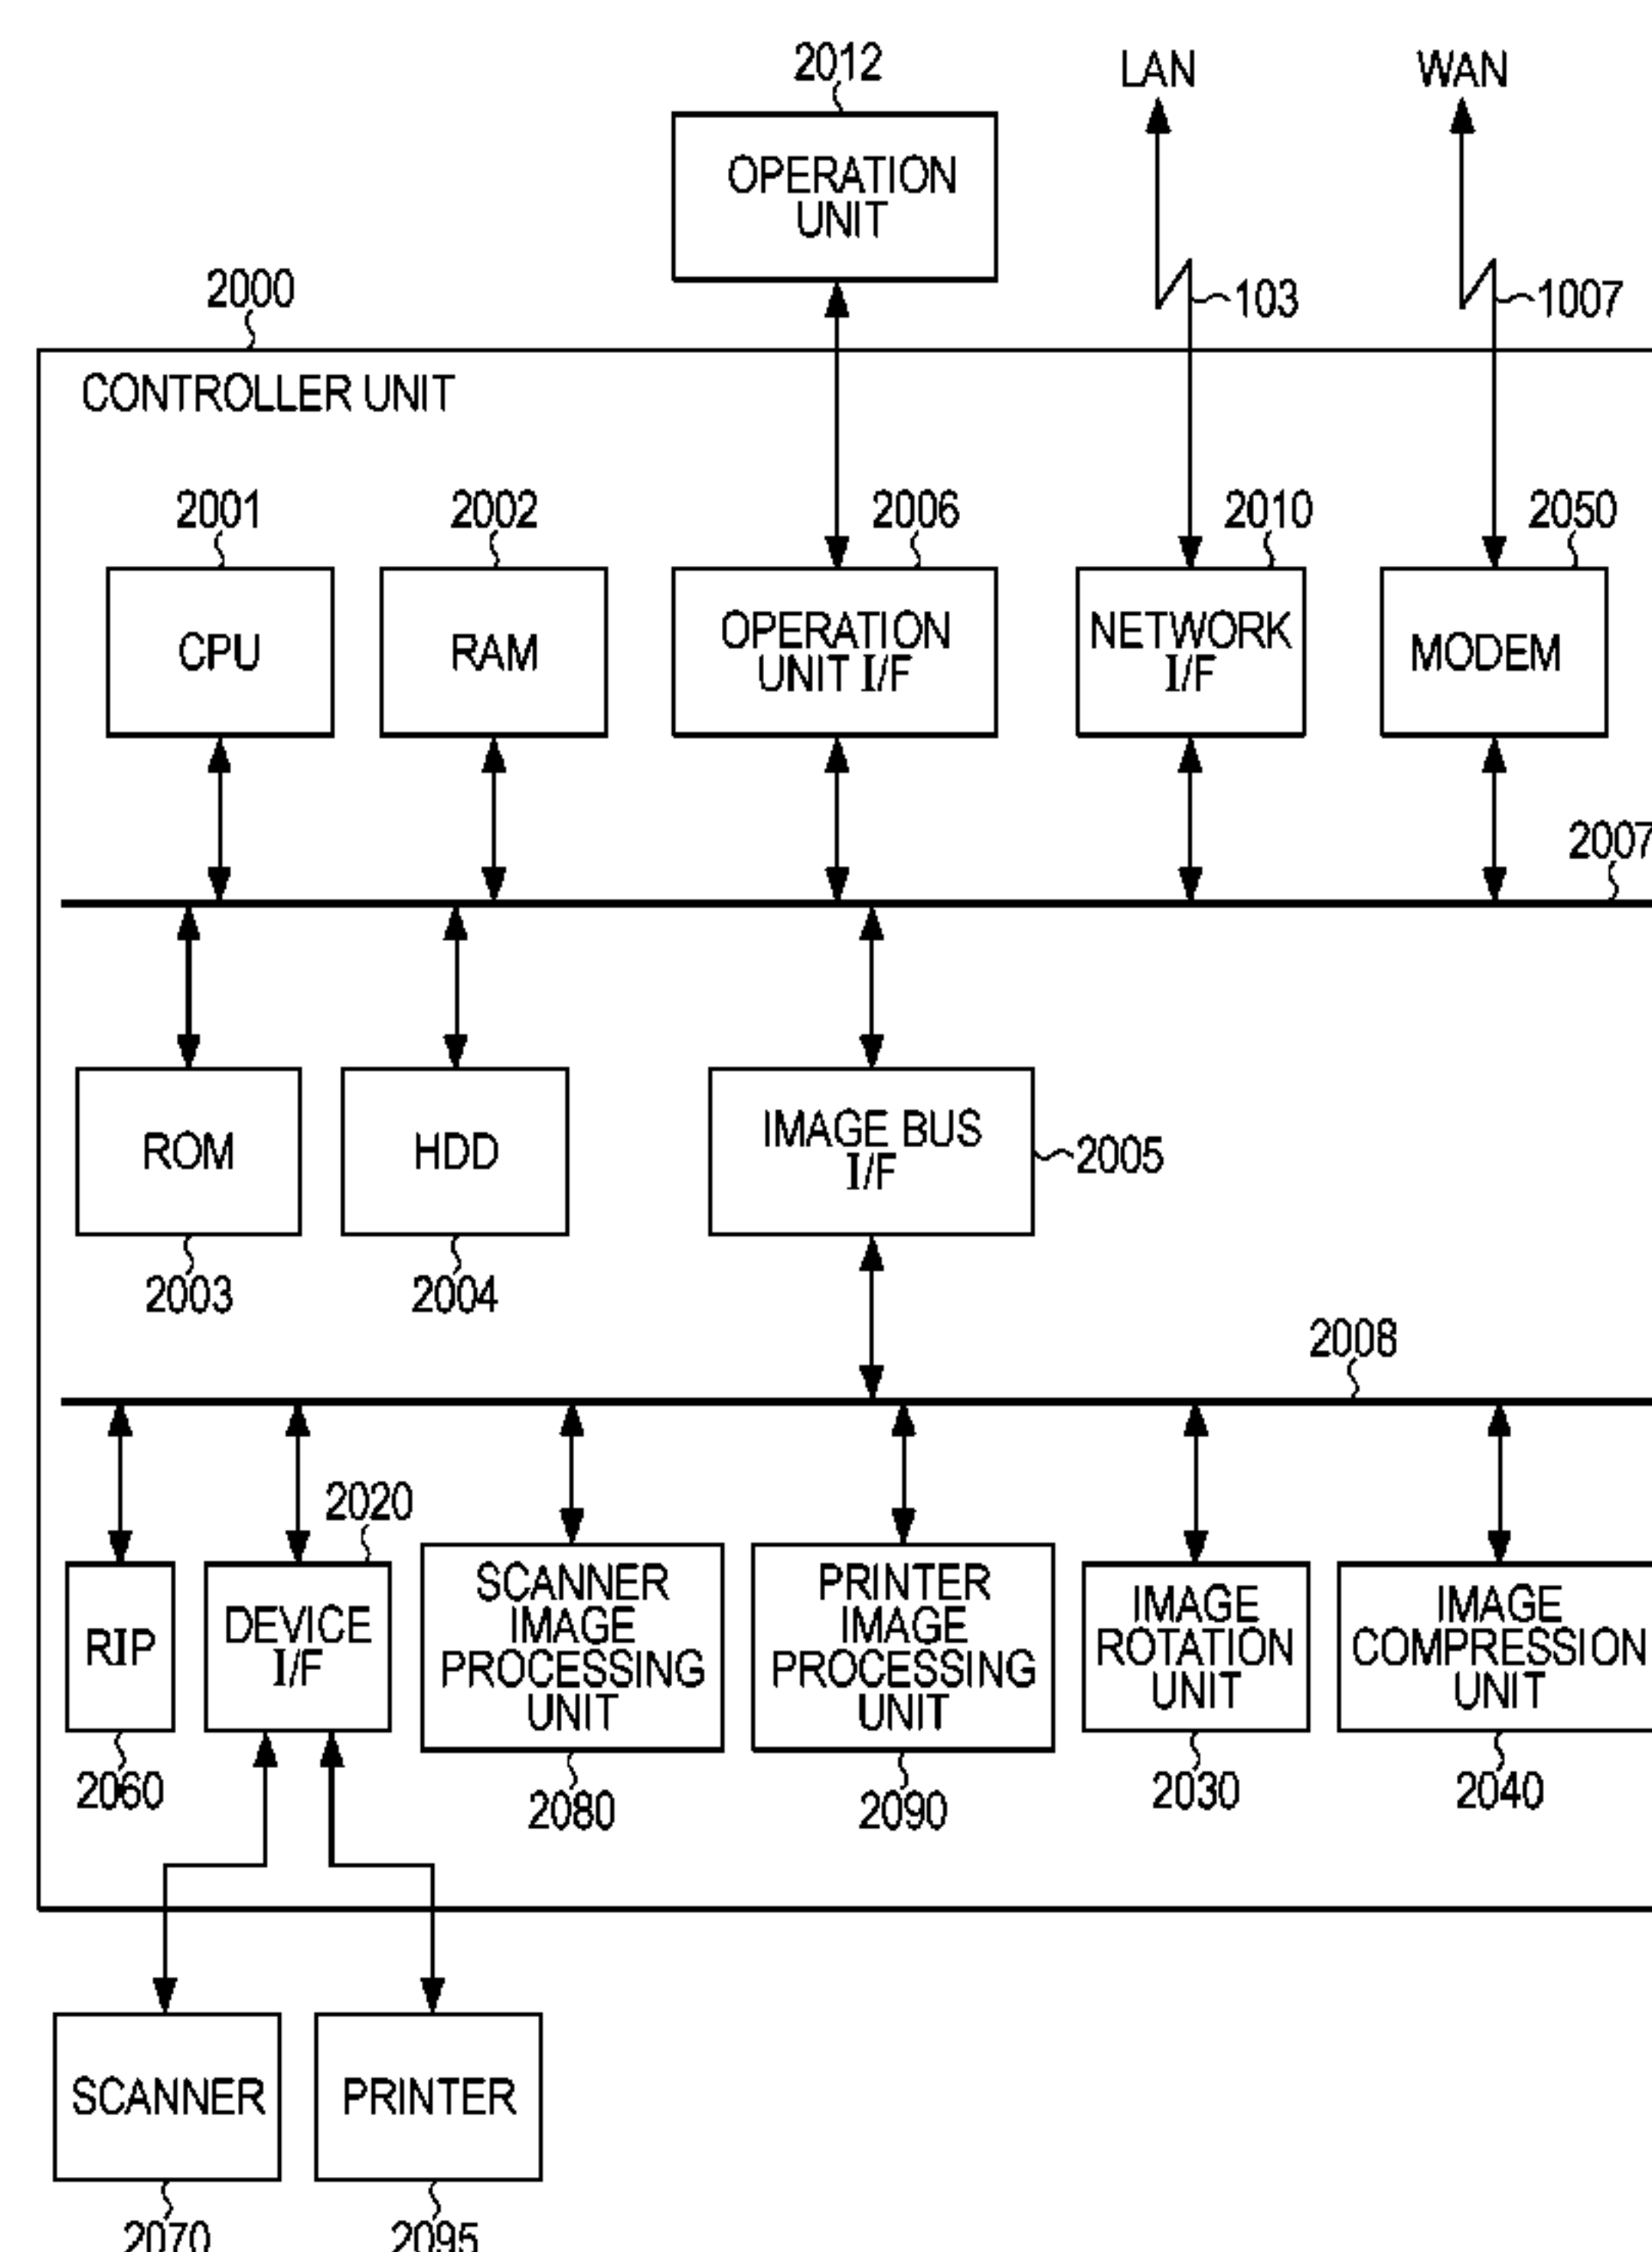 2012
LAN
WAN
OPERATION
UNIT
2000
103
1007
CONTROLLER UNIT
2001
2002
2006
2010
2050
CPU
RAM
OPERATION
UNIT I/F
NETWORK
I/F
MODEM
2007
ROM
HDD
IMAGE BUS
I/F
2005
2003
2004
2008
2020
RIP
DEVICE
I/F
SCANNER
IMAGE
PROCESSING
UNIT
PRINTER
IMAGE
PROCESSING
UNIT
IMAGE
ROTATION
UNIT
IMAGE
COMPRESSION
UNIT
2060
2080
2090
2030
2040
SCANNER
PRINTER
2070
2095